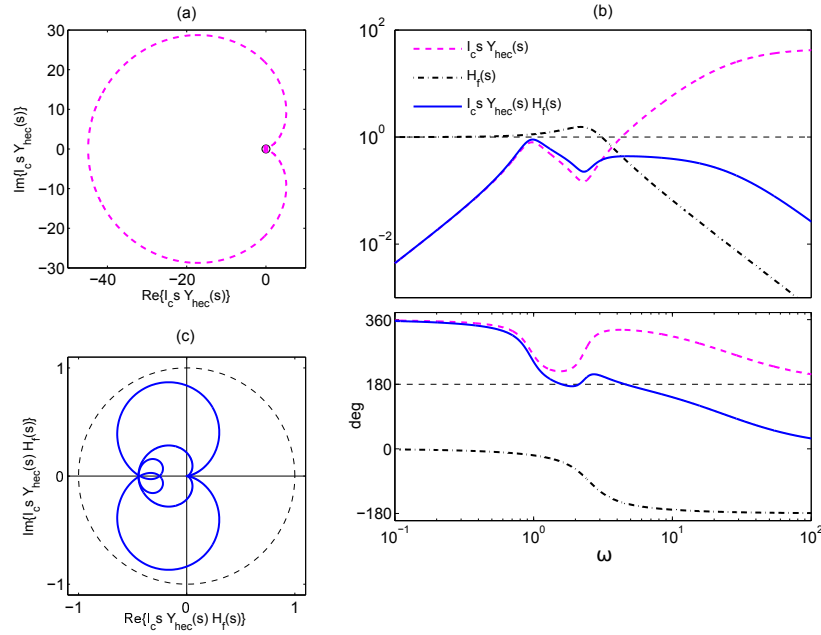 (a)
30
20
10
0
−10
−20
−30
−40
−20
0
Im{I_c s Y_hec(s)}
Re{I_c s Y_hec(s)}
(b)
I_c s Y_hec(s)
H_f(s)
I_c s Y_hec(s) H_f(s)
10^2
10^0
10^−2
360
180
0
−180
deg
10^−1
10^0
10^1
10^2
ω
(c)
1
0
−1
−1
0
1
Im{I_c s Y_hec(s) H_f(s)}
Re{I_c s Y_hec(s) H_f(s)}